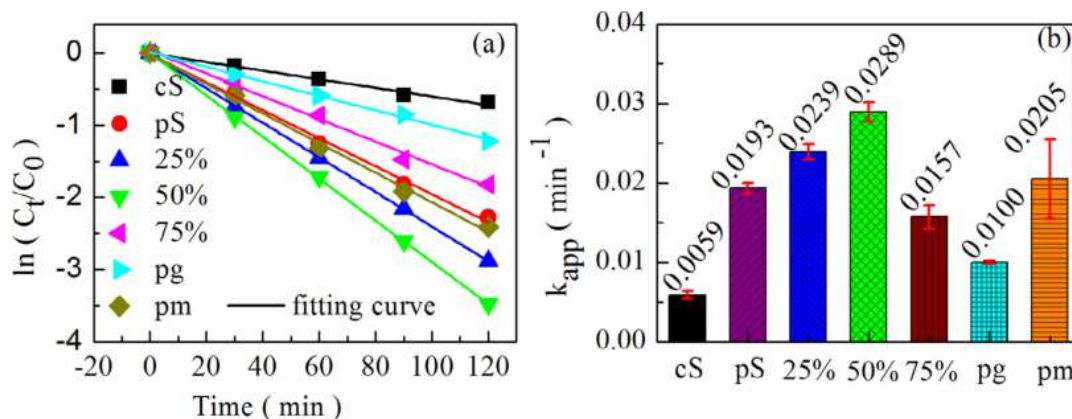 (a)
ln ( Ct/C0 )
0
-1
-2
-3
-4
cS
pS
25%
50%
75%
pg
pm
fitting curve
-20 0 20 40 60 80 100 120
Time ( min )
(b)
kapp ( min-1 )
0.04
0.03
0.02
0.01
0.00
0.0059
0.0193
0.0239
0.0289
0.0157
0.0100
0.0205
cS pS 25% 50% 75% pg pm